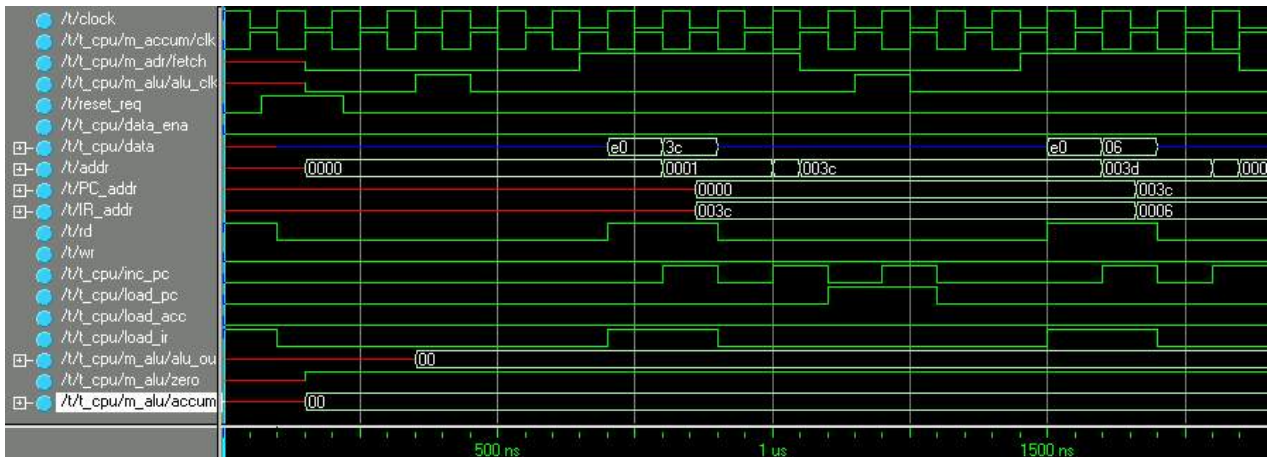 /t/clock
/t/t_cpu/m_accum/clk
/t/t_cpu/m_adr/fetch
/t/t_cpu/m_alu/alu_clk
/t/reset_req
/t/t_cpu/data_ena
/t/t_cpu/data e0 3c e0 06
/t/addr 0000 0001 003c 003d 000
/t/PC_addr 0000 003c
/t/IR_addr 003c 0006
/t/rd
/t/wr
/t/t_cpu/inc_pc
/t/t_cpu/load_pc
/t/t_cpu/load_acc
/t/t_cpu/load_ir
/t/t_cpu/m_alu/alu_ou 00
/t/t_cpu/m_alu/zero
/t/t_cpu/m_alu/accum 00
500 ns 1 us 1500 ns